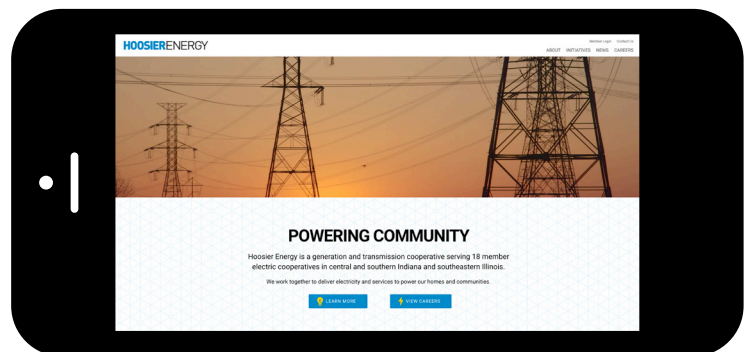 HOOSIERENERGY
Member Login Contact Us
ABOUT INITIATIVES NEWS CAREERS
POWERING COMMUNITY
Hoosier Energy is a generation and transmission cooperative serving 18 member
electric cooperatives in central and southern Indiana and southeastern Illinois.
We work together to deliver electricity and services to power our homes and communities.
LEARN MORE
VIEW CAREERS